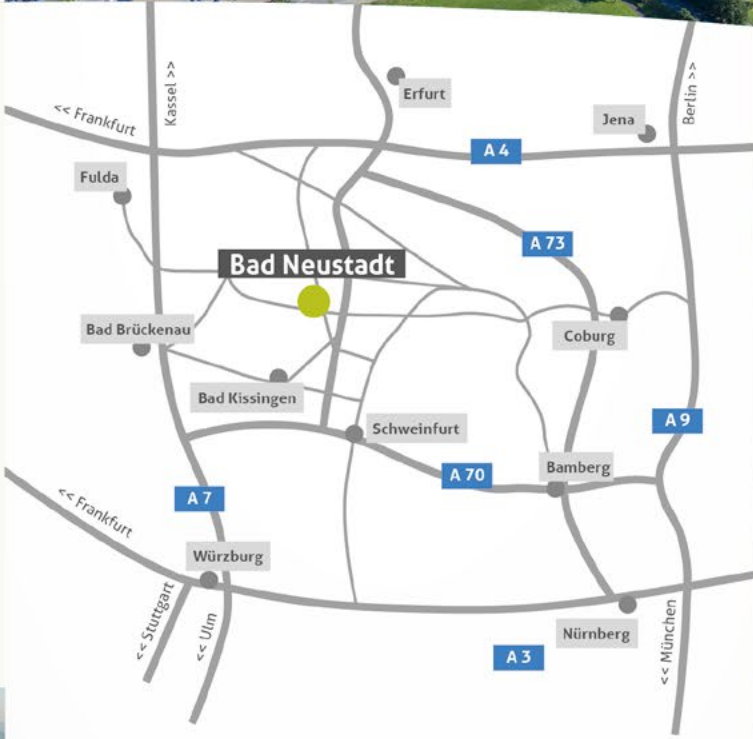 Kassel >>
Erfurt
Berlin >>
<< Frankfurt
Jena
A 4
Fulda
A 73
Bad Neustadt
Bad Brückenau
Coburg
Bad Kissingen
Schweinfurt
A 9
Bamberg
A 70
A 7
<< Frankfurt
Würzburg
<< Stuttgart
<< Ulm
Nürnberg
<< München
A 3